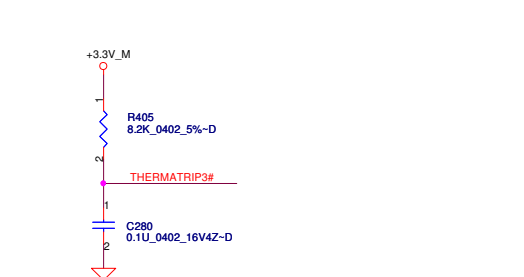 +3.3V_M
1
R405
8.2K_0402_5%~D
2
THERMATRIP3#
1
C280
0.1U_0402_16V4Z~D
2